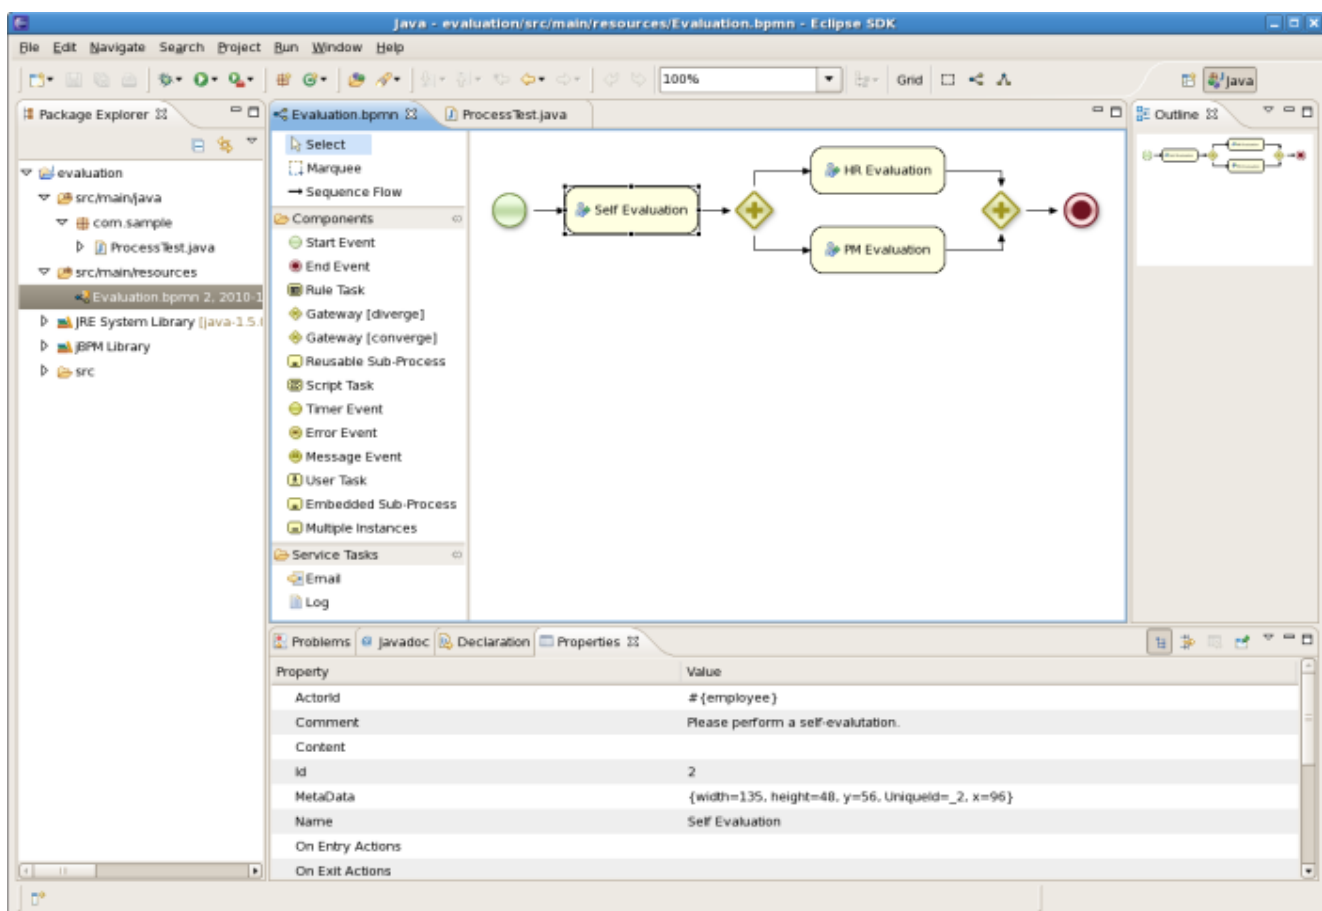 Java - evaluation/src/main/resources/Evaluation.bpmn - Eclipse SDK
File Edit Navigate Search Project Run Window Help
100% Grid Java
Package Explorer
evaluation
src/main/java
com.sample
ProcessTest.java
src/main/resources
Evaluation.bpmn 2, 2010-1
JRE System Library [java-1.5.
jBPM Library
src
Evaluation.bpmn ProcessTest.java
Select
Marquee
Sequence Flow
Components
Start Event
End Event
Rule Task
Gateway [diverge]
Gateway [converge]
Reusable Sub-Process
Script Task
Timer Event
Error Event
Message Event
User Task
Embedded Sub-Process
Multiple Instances
Service Tasks
Email
Log
Self Evaluation
HR Evaluation
PM Evaluation
Outline
Problems Javadoc Declaration Properties
Property Value
ActorId #{employee}
Comment Please perform a self-evalutation.
Content
Id 2
MetaData {width=135, height=48, y=56, UniqueId=_2, x=96}
Name Self Evaluation
On Entry Actions
On Exit Actions